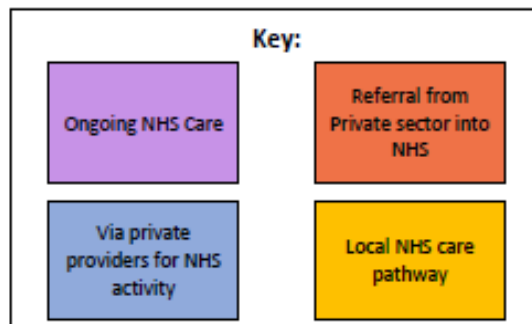 Key:
Ongoing NHS Care
Referral from
Private sector into
NHS
Via private
providers for NHS
activity
Local NHS care
pathway